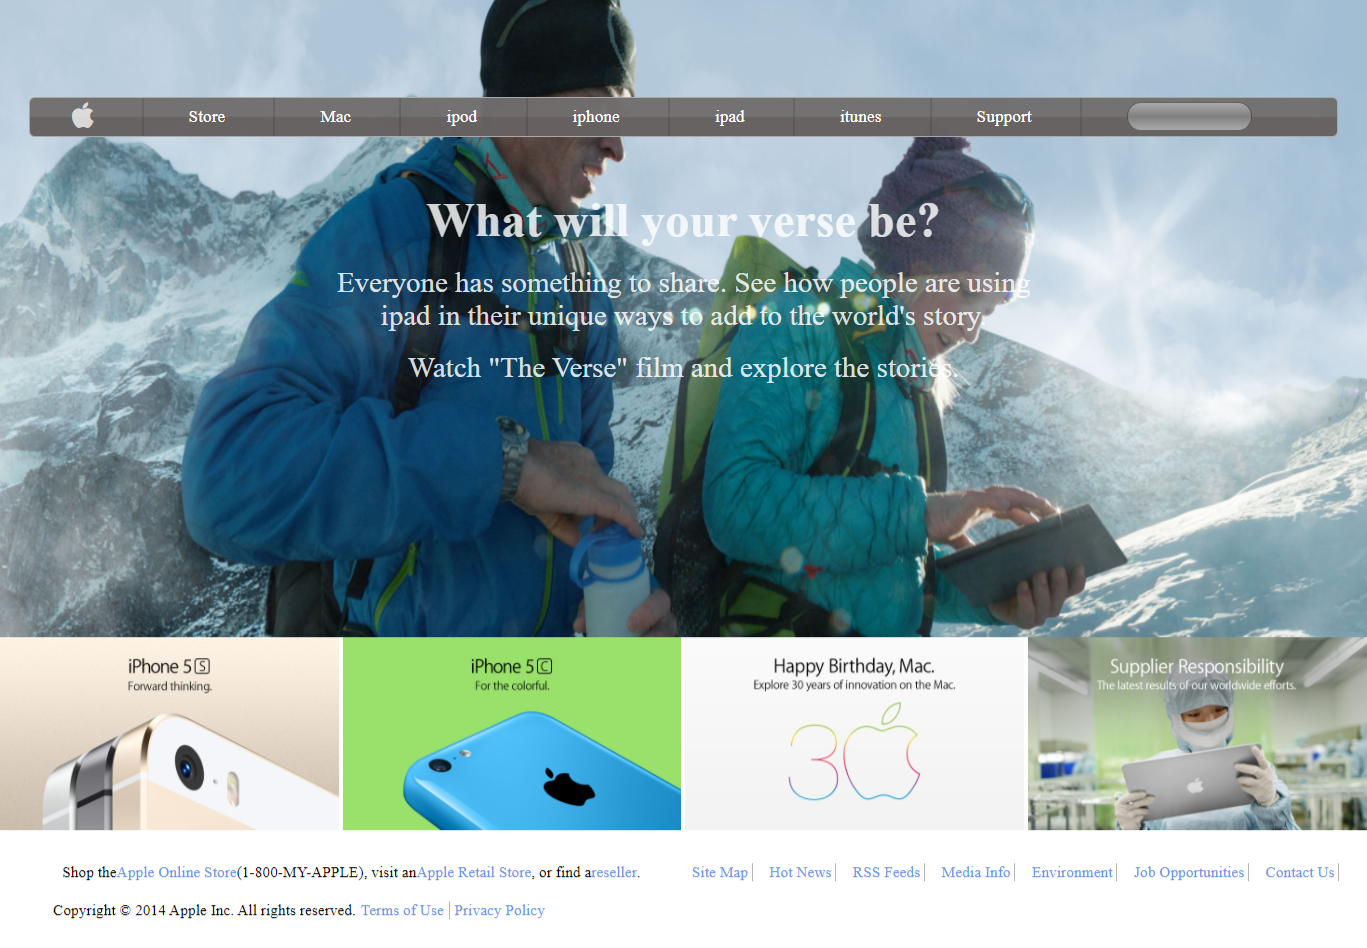 Store Mac ipod iphone ipad itunes Support
What will your verse be?
Everyone has something to share. See how people are using
ipad in their unique ways to add to the world's story.
Watch "The Verse" film and explore the stories.
iPhone 5S
Forward thinking.
iPhone 5C
For the colorful.
Happy Birthday, Mac.
Explore 30 years of innovation on the Mac.
30
Supplier Responsibility
The latest results of our worldwide efforts.
Shop theApple Online Store(1-800-MY-APPLE), visit anApple Retail Store, or find areseller.
Site Map Hot News RSS Feeds Media Info Environment Job Opportunities Contact Us
Copyright © 2014 Apple Inc. All rights reserved. Terms of Use Privacy Policy